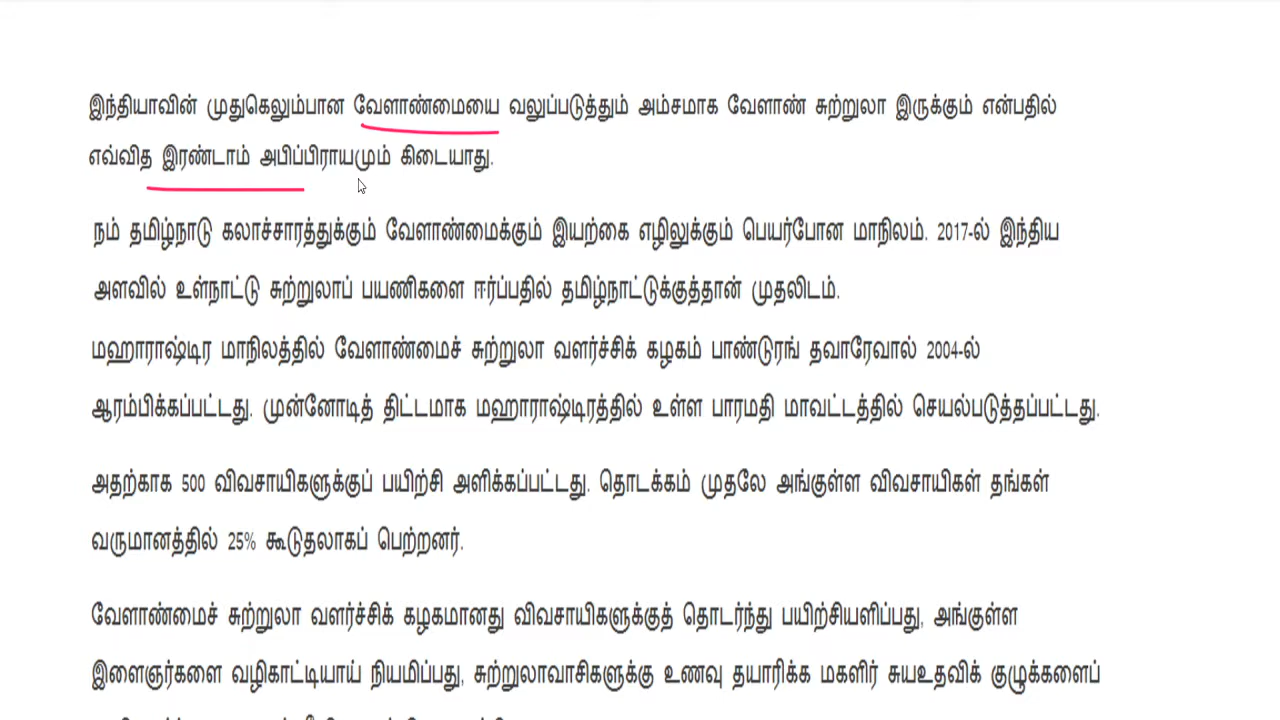 இந்தியாவின் முதுகெலும்பான வேளாண்மையை வலுப்படுத்தும் அம்சமாக வேளாண் சுற்றுலா இருக்கும் என்பதில்
எவ்வித இரண்டாம் அபிப்பிராயமும் கிடையாது.
நம் தமிழ்நாடு கலாச்சாரத்துக்கும் வேளாண்மைக்கும் இயற்கை எழிலுக்கும் பெயர்போன மாநிலம். 2017-ல் இந்திய
அளவில் உள்நாட்டு சுற்றுலாப் பயணிகளை ஈர்ப்பதில் தமிழ்நாட்டுக்குத்தான் முதலிடம்.
மஹாராஷ்டிர மாநிலத்தில் வேளாண்மைச் சுற்றுலா வளர்ச்சிக் கழகம் பாண்டுரங் தவாரேவால் 2004-ல்
ஆரம்பிக்கப்பட்டது. முன்னோடித் திட்டமாக மஹாராஷ்டிரத்தில் உள்ள பாரமதி மாவட்டத்தில் செயல்படுத்தப்பட்டது.
அதற்காக 500 விவசாயிகளுக்குப் பயிற்சி அளிக்கப்பட்டது. தொடக்கம் முதலே அங்குள்ள விவசாயிகள் தங்கள்
வருமானத்தில் 25% கூடுதலாகப் பெற்றனர்.
வேளாண்மைச் சுற்றுலா வளர்ச்சிக் கழகமானது விவசாயிகளுக்குத் தொடர்ந்து பயிற்சியளிப்பது, அங்குள்ள
இளைஞர்களை வழிகாட்டியாய் நியமிப்பது, சுற்றுலாவாசிகளுக்கு உணவு தயாரிக்க மகளிர் சுயஉதவிக் குழுக்களைப்